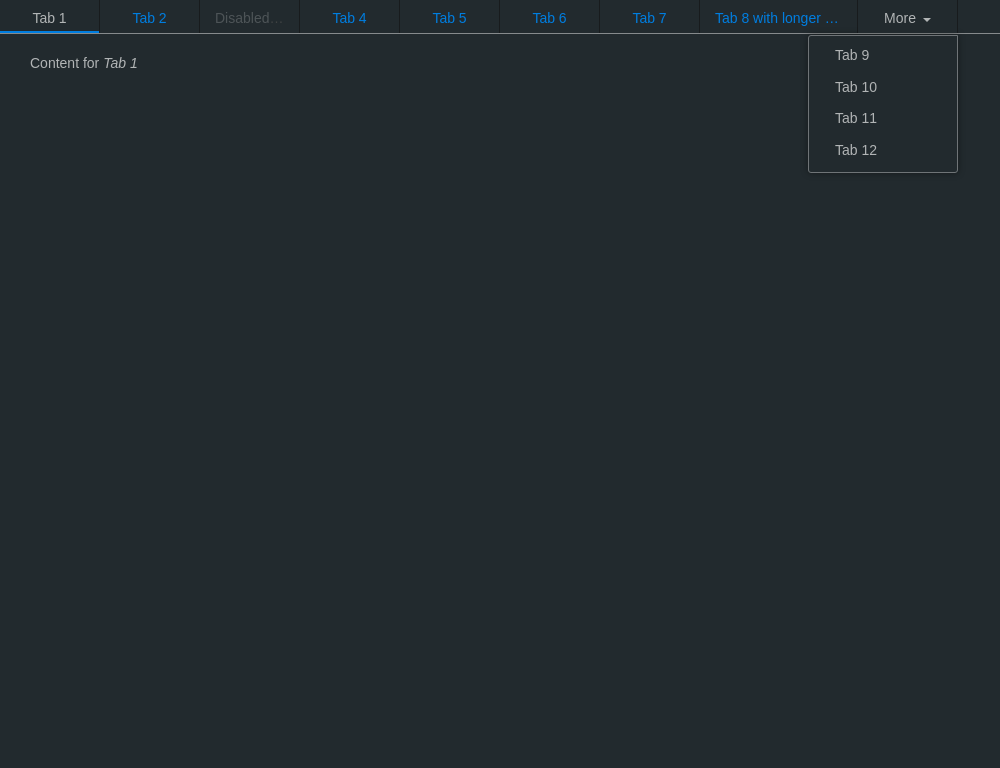 Tab 1 Tab 2 Disabled… Tab 4 Tab 5 Tab 6 Tab 7 Tab 8 with longer … More
Content for Tab 1
Tab 9
Tab 10
Tab 11
Tab 12